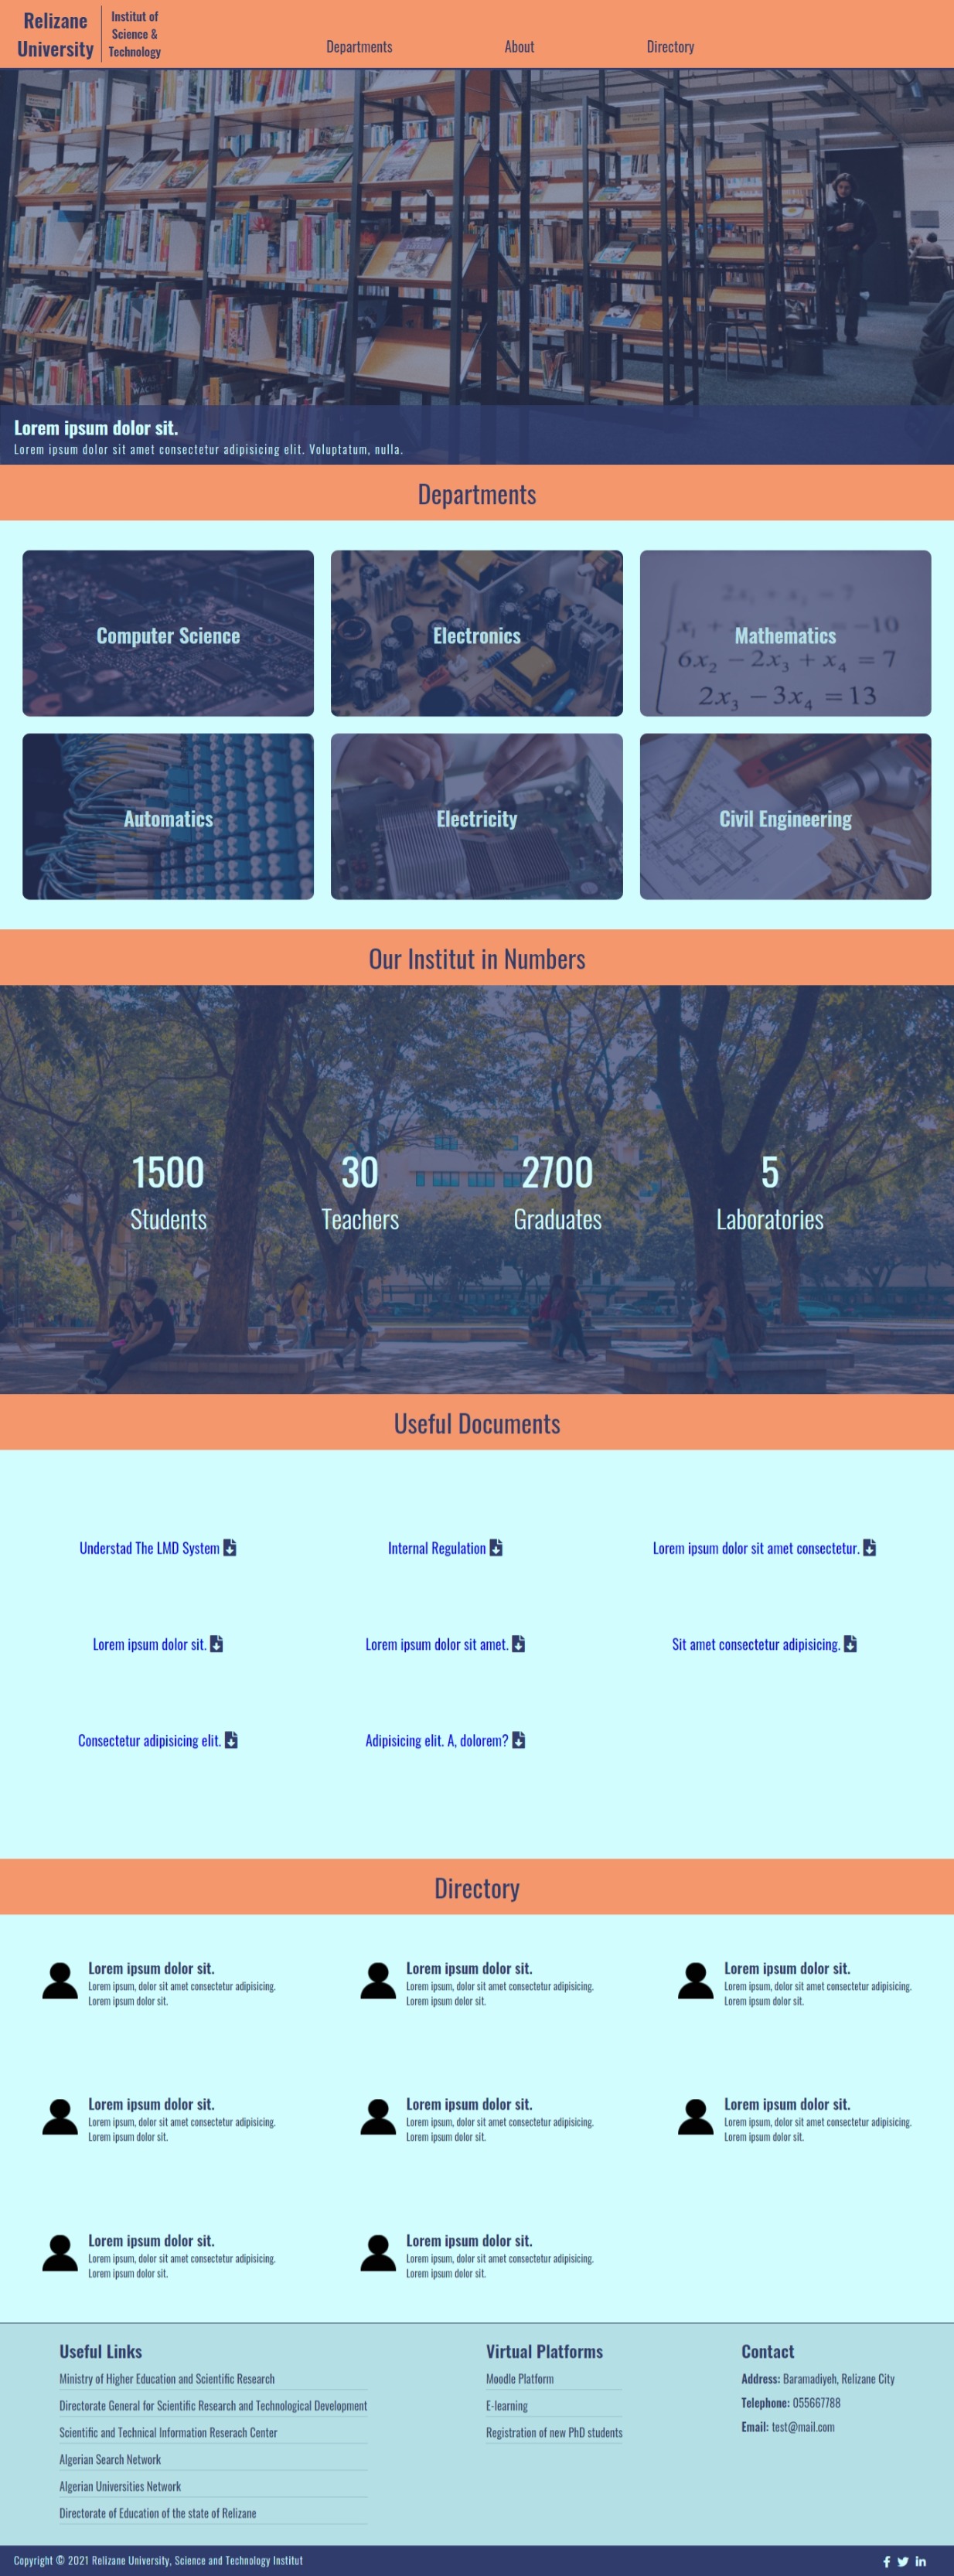 Relizane
University
Institut of
Science &
Technology
Departments
About
Directory
Lorem ipsum dolor sit.
Lorem ipsum dolor sit amet consectetur adipisicing elit. Voluptatum, nulla.
Departments
Computer Science
Electronics
Mathematics
6x₂ − 2x₃ + x₄ = 7
2x₃ − 3x₄ = 13
Automatics
Electricity
Civil Engineering
Our Institut in Numbers
1500
Students
30
Teachers
2700
Graduates
5
Laboratories
Useful Documents
Understad The LMD System
Internal Regulation
Lorem ipsum dolor sit amet consectetur.
Lorem ipsum dolor sit.
Lorem ipsum dolor sit amet.
Sit amet consectetur adipisicing.
Consectetur adipisicing elit.
Adipisicing elit. A, dolorem?
Directory
Lorem ipsum dolor sit.
Lorem ipsum, dolor sit amet consectetur adipisicing.
Lorem ipsum dolor sit.
Lorem ipsum dolor sit.
Lorem ipsum, dolor sit amet consectetur adipisicing.
Lorem ipsum dolor sit.
Lorem ipsum dolor sit.
Lorem ipsum, dolor sit amet consectetur adipisicing.
Lorem ipsum dolor sit.
Lorem ipsum dolor sit.
Lorem ipsum, dolor sit amet consectetur adipisicing.
Lorem ipsum dolor sit.
Lorem ipsum dolor sit.
Lorem ipsum, dolor sit amet consectetur adipisicing.
Lorem ipsum dolor sit.
Lorem ipsum dolor sit.
Lorem ipsum, dolor sit amet consectetur adipisicing.
Lorem ipsum dolor sit.
Lorem ipsum dolor sit.
Lorem ipsum, dolor sit amet consectetur adipisicing.
Lorem ipsum dolor sit.
Lorem ipsum dolor sit.
Lorem ipsum, dolor sit amet consectetur adipisicing.
Lorem ipsum dolor sit.
Useful Links
Ministry of Higher Education and Scientific Research
Directorate General for Scientific Research and Technological Development
Scientific and Technical Information Reserach Center
Algerian Search Network
Algerian Universities Network
Directorate of Education of the state of Relizane
Virtual Platforms
Moodle Platform
E-learning
Registration of new PhD students
Contact
Address: Baramadiyeh, Relizane City
Telephone: 055667788
Email: test@mail.com
Copyright © 2021 Relizane University, Science and Technology Institut